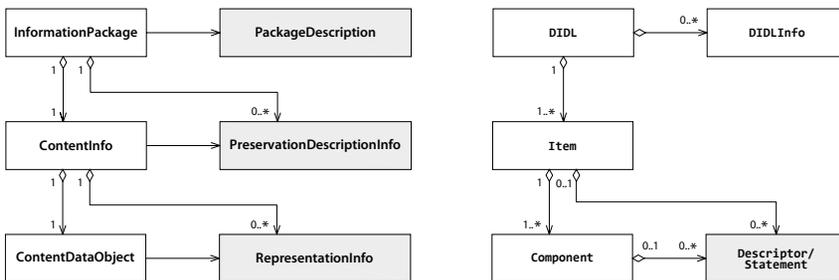 InformationPackage
PackageDescription
1
1
1
0..*
ContentInfo
PreservationDescriptionInfo
1
1
1
0..*
ContentDataObject
RepresentationInfo
DIDL
0..*
DIDLInfo
1
1..*
Item
1
0..1
1..*
0..*
Component
0..1
0..*
Descriptor/
Statement